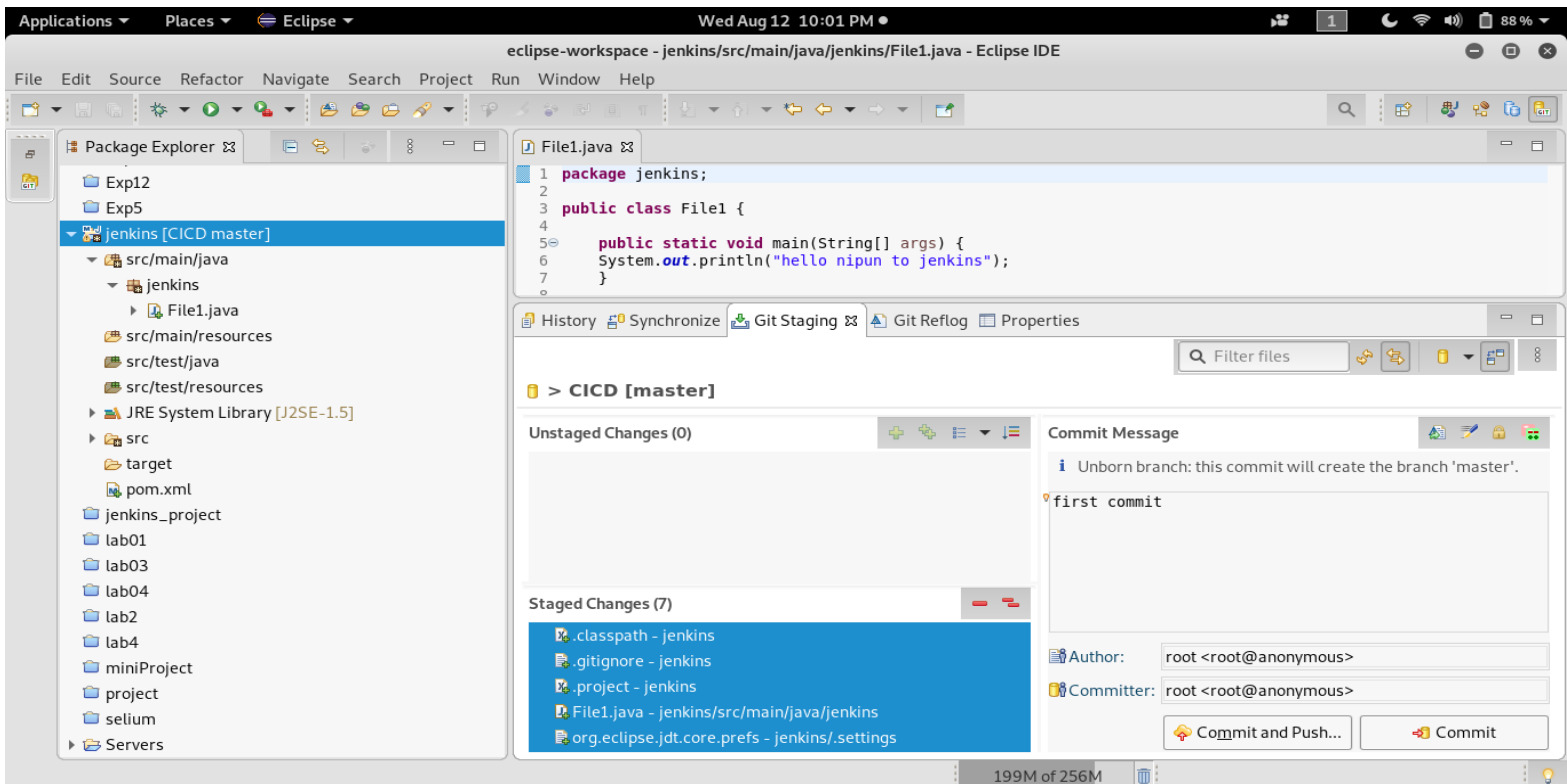 Applications Places Eclipse Wed Aug 12 10:01 PM 1 88 %
eclipse-workspace - jenkins/src/main/java/jenkins/File1.java - Eclipse IDE
File Edit Source Refactor Navigate Search Project Run Window Help
Package Explorer
Exp12
Exp5
jenkins [CICD master]
src/main/java
jenkins
File1.java
src/main/resources
src/test/java
src/test/resources
JRE System Library [J2SE-1.5]
src
target
pom.xml
jenkins_project
lab01
lab03
lab04
lab2
lab4
miniProject
project
selium
Servers
File1.java
1 package jenkins;
2
3 public class File1 {
4
5 public static void main(String[] args) {
6 System.out.println("hello nipun to jenkins");
7 }
History Synchronize Git Staging Git Reflog Properties
Filter files
> CICD [master]
Unstaged Changes (0)
Staged Changes (7)
.classpath - jenkins
.gitignore - jenkins
.project - jenkins
File1.java - jenkins/src/main/java/jenkins
org.eclipse.jdt.core.prefs - jenkins/.settings
Commit Message
Unborn branch: this commit will create the branch 'master'.
first commit
Author: root <root@anonymous>
Committer: root <root@anonymous>
Commit and Push... Commit
199M of 256M